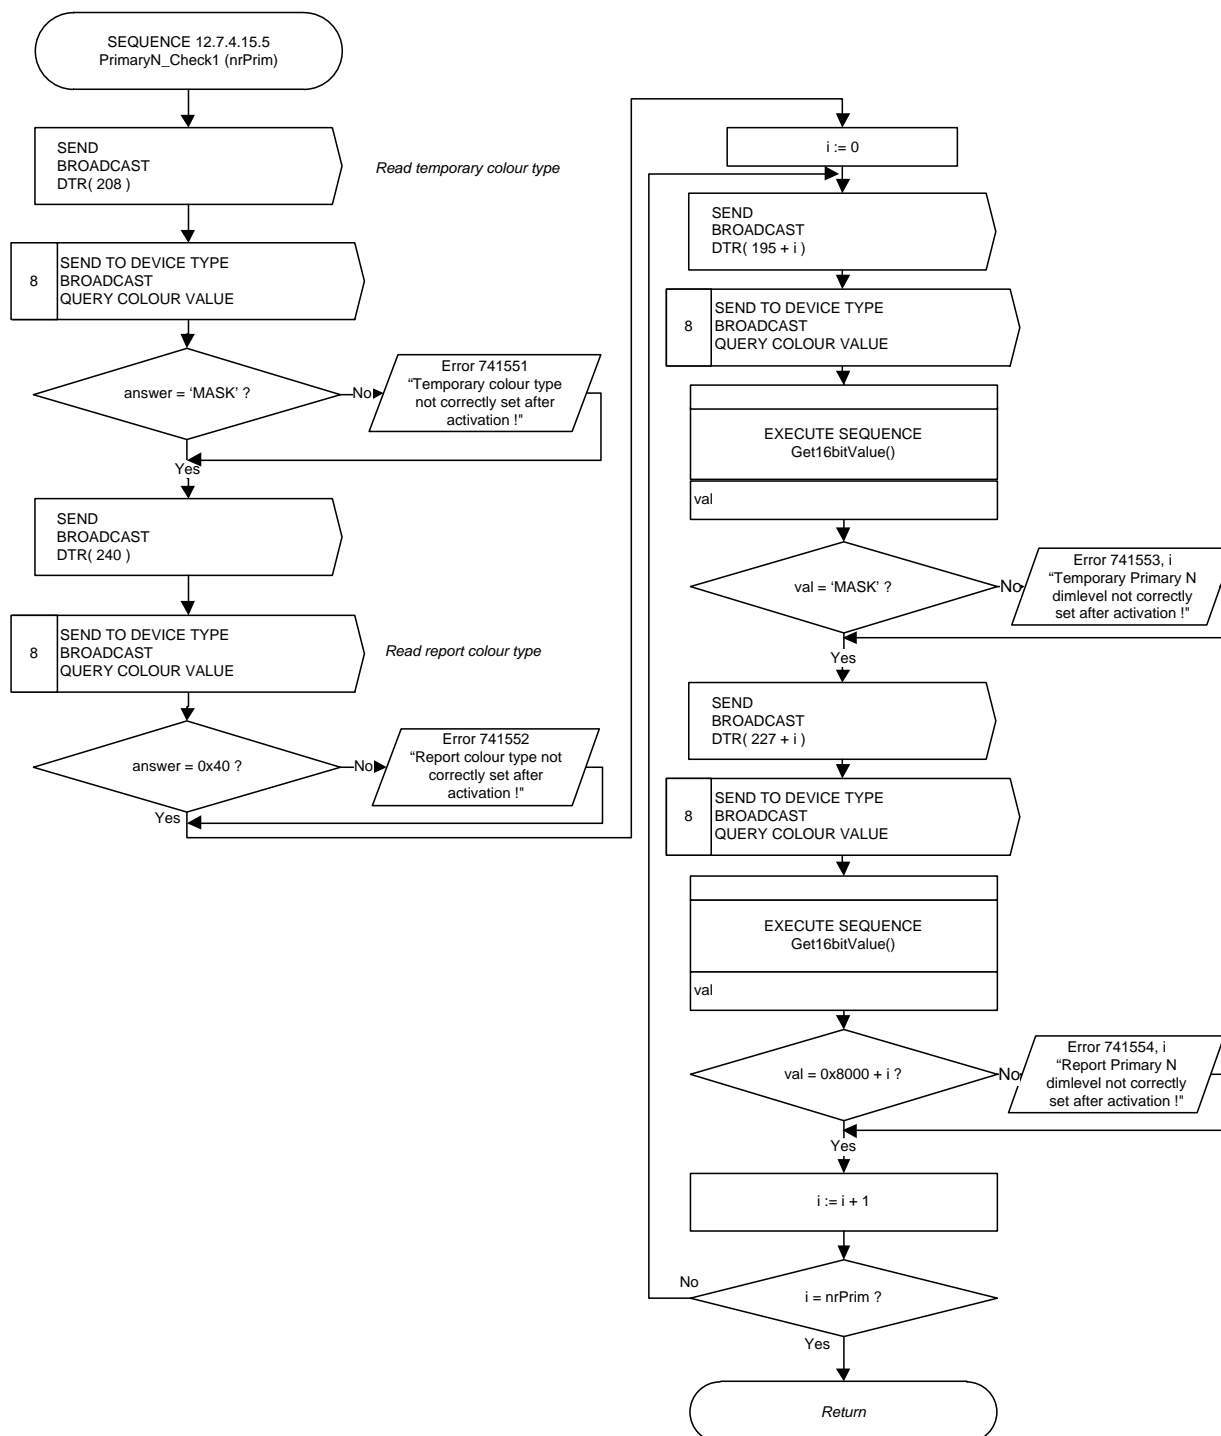 SEQUENCE 12.7.4.15.5
PrimaryN_Check1 (nrPrim)
SEND
BROADCAST
DTR( 208 )
Read temporary colour type
8
SEND TO DEVICE TYPE
BROADCAST
QUERY COLOUR VALUE
answer = ‘MASK’ ?
No
Error 741551
“Temporary colour type
not correctly set after
activation !"
Yes
SEND
BROADCAST
DTR( 240 )
8
SEND TO DEVICE TYPE
BROADCAST
QUERY COLOUR VALUE
Read report colour type
answer = 0x40 ?
No
Error 741552
“Report colour type not
correctly set after
activation !"
Yes
i := 0
SEND
BROADCAST
DTR( 195 + i )
8
SEND TO DEVICE TYPE
BROADCAST
QUERY COLOUR VALUE
EXECUTE SEQUENCE
Get16bitValue()
val
val = ‘MASK’ ?
No
Error 741553, i
“Temporary Primary N
dimlevel not correctly
set after activation !"
Yes
SEND
BROADCAST
DTR( 227 + i )
8
SEND TO DEVICE TYPE
BROADCAST
QUERY COLOUR VALUE
EXECUTE SEQUENCE
Get16bitValue()
val
val = 0x8000 + i ?
No
Error 741554, i
“Report Primary N
dimlevel not correctly
set after activation !"
Yes
i := i + 1
No
i = nrPrim ?
Yes
Return